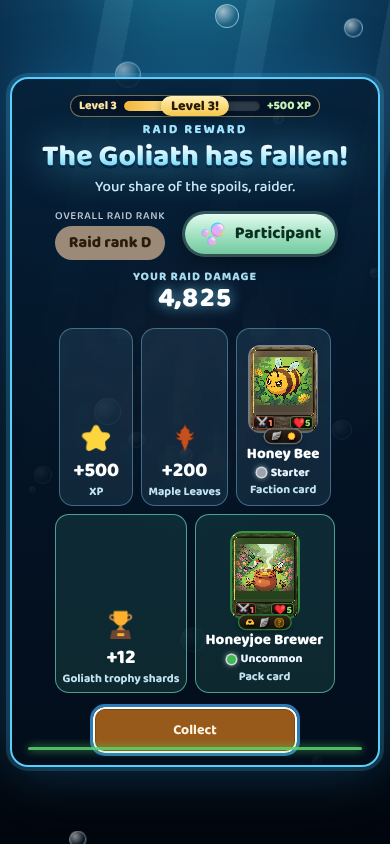 Level 3
Level 3!
+500 XP
RAID REWARD
The Goliath has fallen!
Your share of the spoils, raider.
OVERALL RAID RANK
Raid rank D
Participant
YOUR RAID DAMAGE
4,825
+500
XP
+200
Maple Leaves
1
5
Honey Bee
Starter
Faction card
+12
Goliath trophy shards
1
5
Honeyjoe Brewer
Uncommon
Pack card
Collect